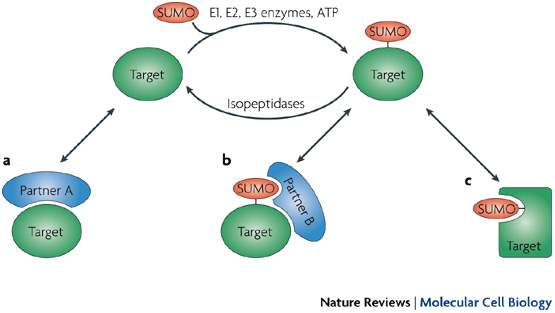 SUMO
E1, E2, E3 enzymes, ATP
SUMO
Target
Target
Isopeptidases
a
Partner A
Target
b
SUMO
Partner B
Target
c
SUMO
Target
Nature Reviews | Molecular Cell Biology